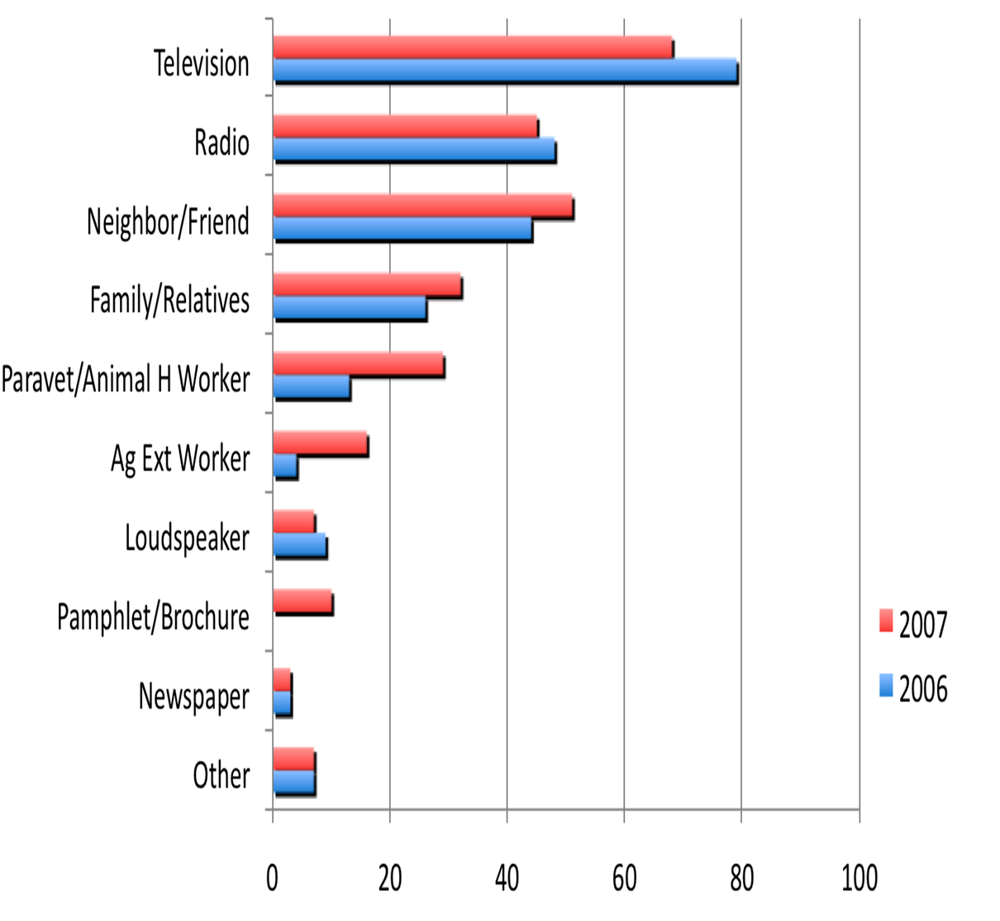 Television
Radio
Neighbor/Friend
Family/Relatives
Paravet/Animal H Worker
Ag Ext Worker
Loudspeaker
Pamphlet/Brochure
Newspaper
Other
2007
2006
0 20 40 60 80 100